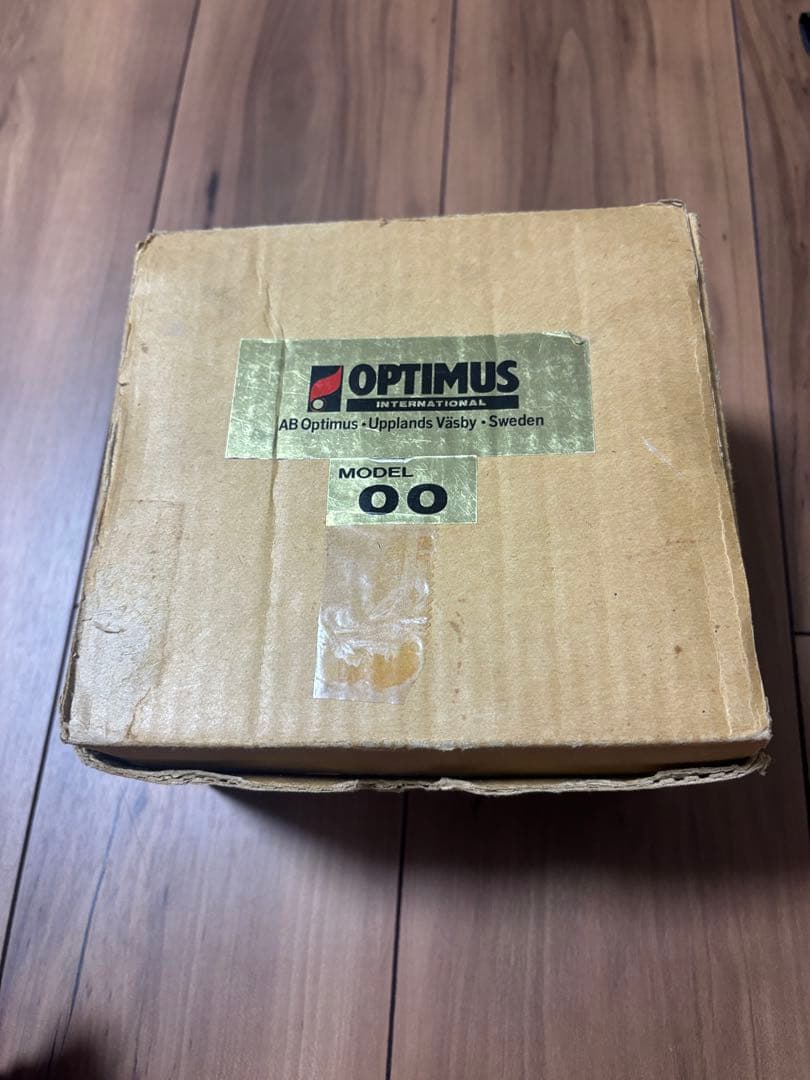 OPTIMUS
INTERNATIONAL
AB Optimus • Upplands Väsby • Sweden
MODEL
00